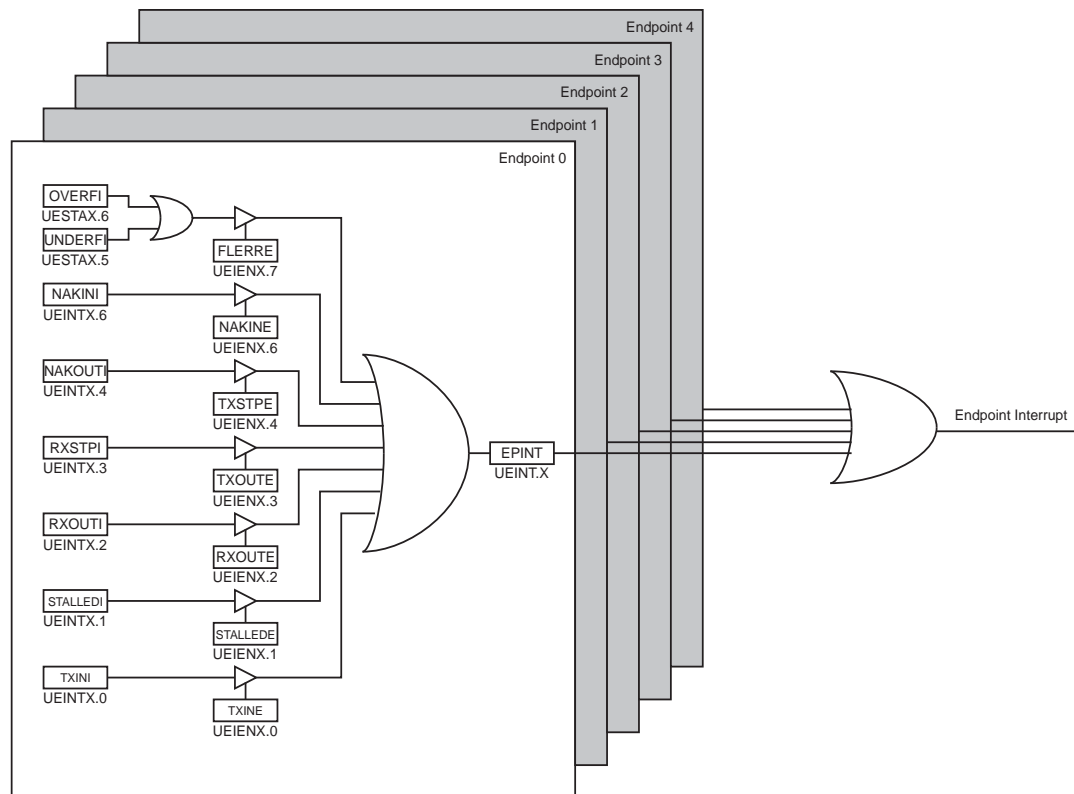 Endpoint 4
Endpoint 3
Endpoint 2
Endpoint 1
Endpoint 0
OVERFI
UESTAX.6
UNDERFI
UESTAX.5
FLERRE
UEIENX.7
NAKINI
UEINTX.6
NAKINE
UEIENX.6
NAKOUTI
UEINTX.4
TXSTPE
UEIENX.4
RXSTPI
UEINTX.3
TXOUTE
UEIENX.3
RXOUTI
UEINTX.2
RXOUTE
UEIENX.2
STALLEDI
UEINTX.1
STALLEDE
UEIENX.1
TXINI
UEINTX.0
TXINE
UEIENX.0
EPINT
UEINT.X
Endpoint Interrupt